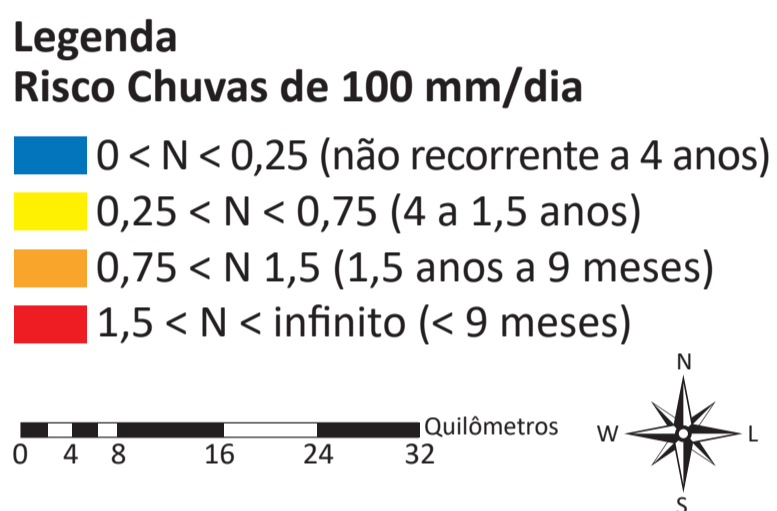 Legenda
Risco Chuvas de 100 mm/dia
0 < N < 0,25 (não recorrente a 4 anos)
0,25 < N < 0,75 (4 a 1,5 anos)
0,75 < N 1,5 (1,5 anos a 9 meses)
1,5 < N < infinito (< 9 meses)
N
Quilômetros
W L
0 4 8 16 24 32
S